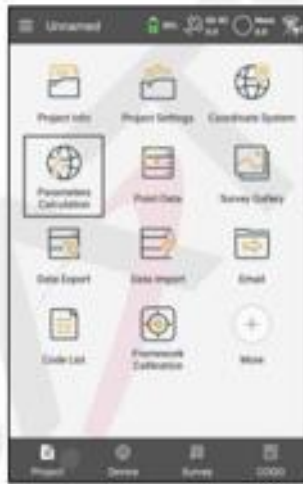 Unnamed
Project Info
Project Settings
Coordinate System
Parameters
Calculation
Point Data
Survey Gallery
Data Export
Data Import
Email
Code List
Framework
Calibration
More
Project
Device
Survey
COGO